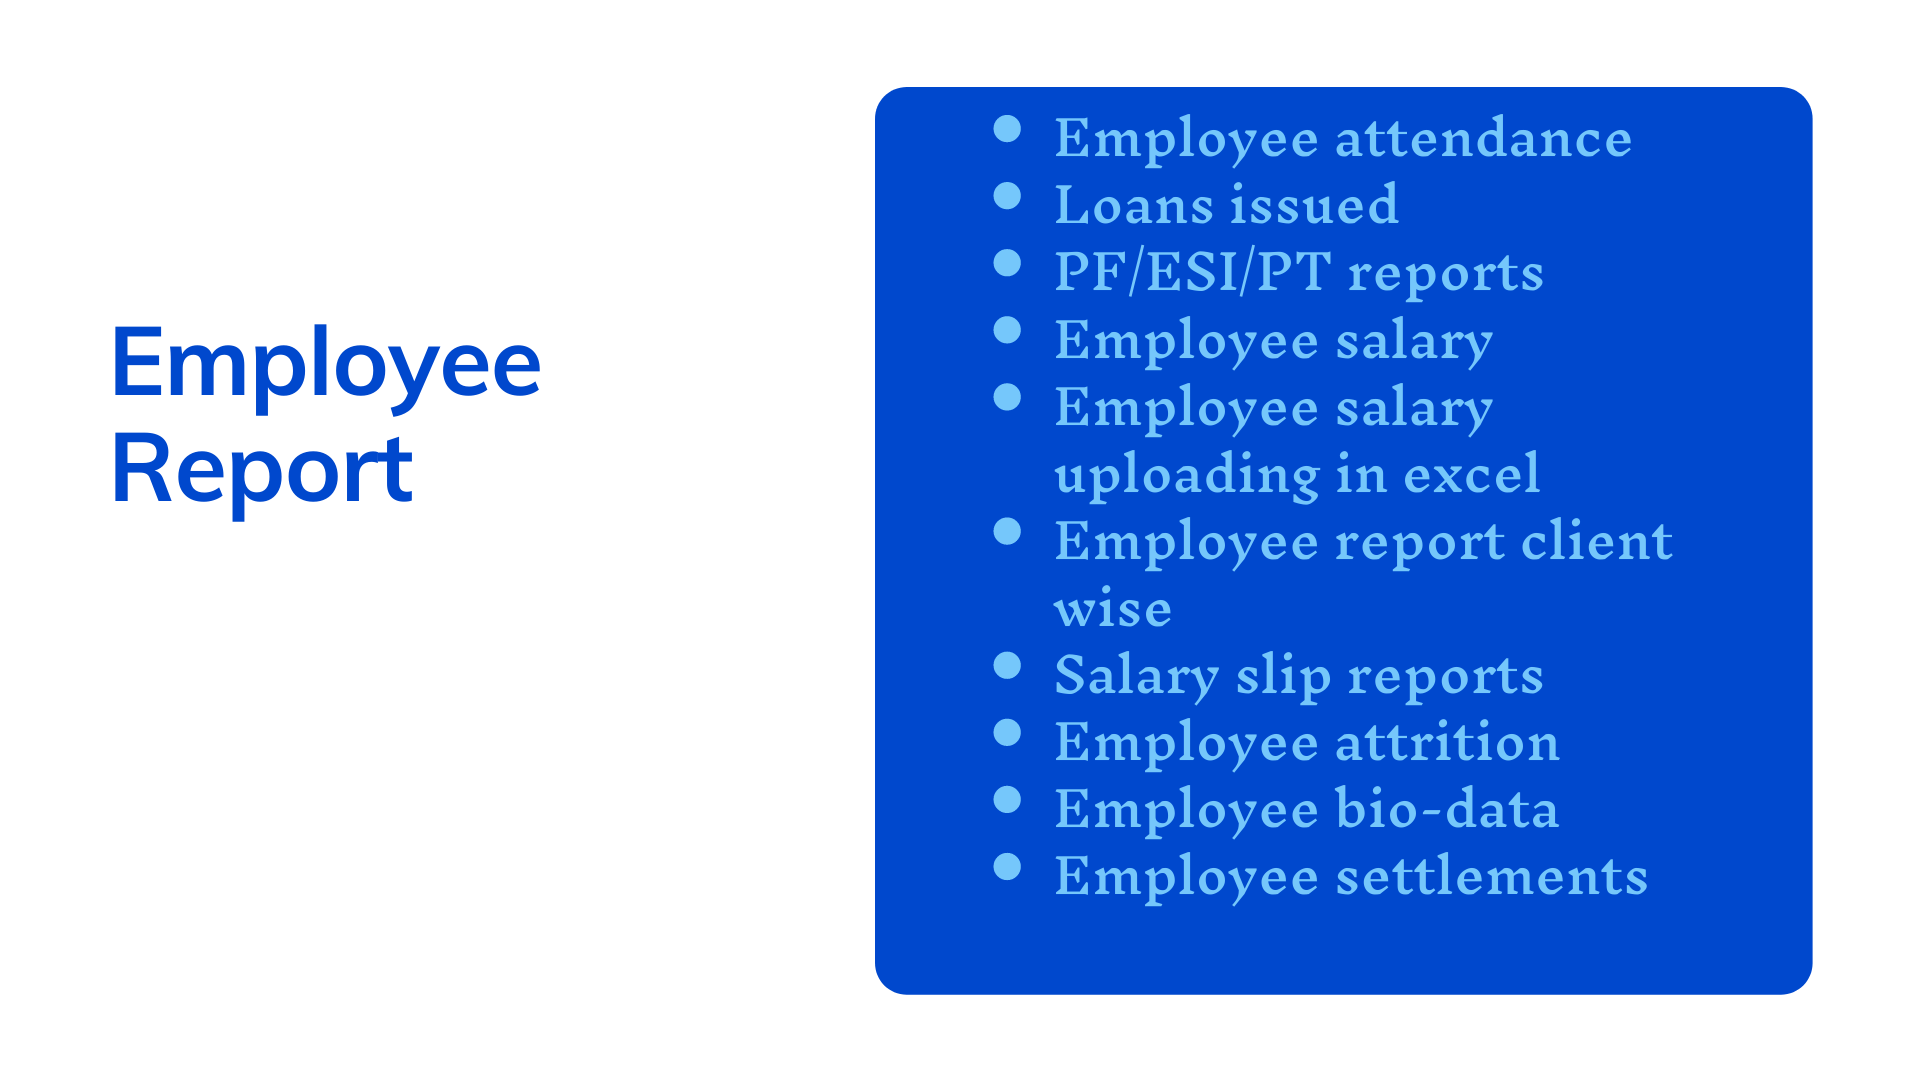 Employee
Report
Employee attendance
Loans issued
PF/ESI/PT reports
Employee salary
Employee salary
uploading in excel
Employee report client
wise
Salary slip reports
Employee attrition
Employee bio-data
Employee settlements